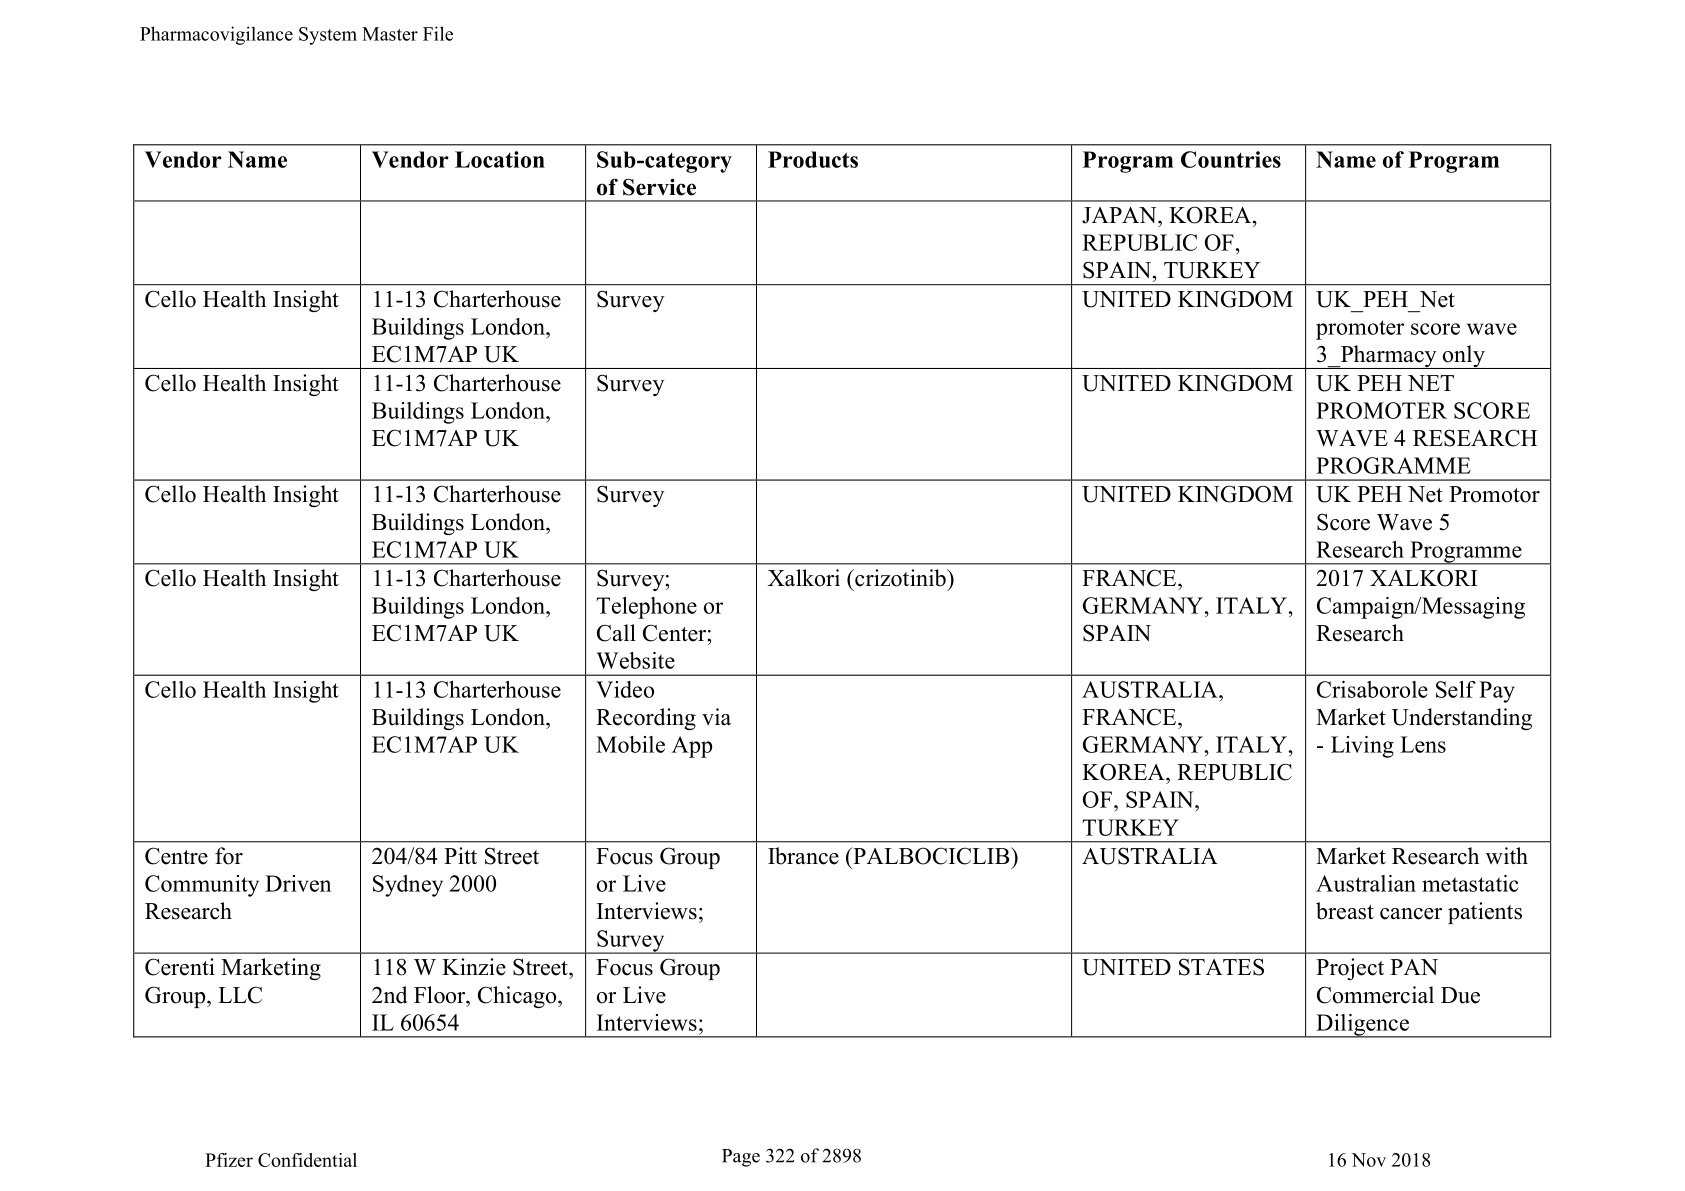 Pharmacovigilance System Master File
Vendor Name
Vendor Location
Sub-category
of Service
Products
Program Countries
Name of Program
JAPAN, KOREA,
REPUBLIC OF,
SPAIN, TURKEY
Cello Health Insight
11-13 Charterhouse
Buildings London,
EC1M7AP UK
Survey
UNITED KINGDOM
UK_PEH_Net
promoter score wave
3_Pharmacy only
Cello Health Insight
11-13 Charterhouse
Buildings London,
EC1M7AP UK
Survey
UNITED KINGDOM
UK PEH NET
PROMOTER SCORE
WAVE 4 RESEARCH
PROGRAMME
Cello Health Insight
11-13 Charterhouse
Buildings London,
EC1M7AP UK
Survey
UNITED KINGDOM
UK PEH Net Promotor
Score Wave 5
Research Programme
Cello Health Insight
11-13 Charterhouse
Buildings London,
EC1M7AP UK
Survey;
Telephone or
Call Center;
Website
Xalkori (crizotinib)
FRANCE,
GERMANY, ITALY,
SPAIN
2017 XALKORI
Campaign/Messaging
Research
Cello Health Insight
11-13 Charterhouse
Buildings London,
EC1M7AP UK
Video
Recording via
Mobile App
AUSTRALIA,
FRANCE,
GERMANY, ITALY,
KOREA, REPUBLIC
OF, SPAIN,
TURKEY
Crisaborole Self Pay
Market Understanding
- Living Lens
Centre for
Community Driven
Research
204/84 Pitt Street
Sydney 2000
Focus Group
or Live
Interviews;
Survey
Ibrance (PALBOCICLIB)
AUSTRALIA
Market Research with
Australian metastatic
breast cancer patients
Cerenti Marketing
Group, LLC
118 W Kinzie Street,
2nd Floor, Chicago,
IL 60654
Focus Group
or Live
Interviews;
UNITED STATES
Project PAN
Commercial Due
Diligence
Pfizer Confidential
Page 322 of 2898
16 Nov 2018